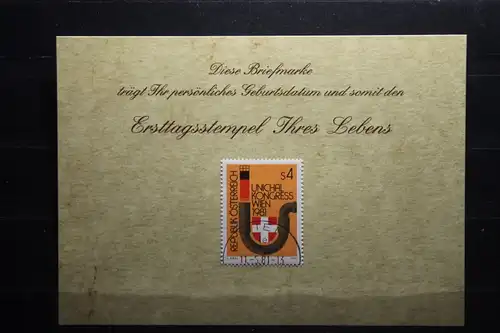 Diese Briefmarke
trägt Ihr persönliches Geburtsdatum und somit den
Ersttagsstempel Ihres Lebens
S4
UNICHAL
KONGRESS
WIEN
1981
REPUBLIK ÖSTERREICH